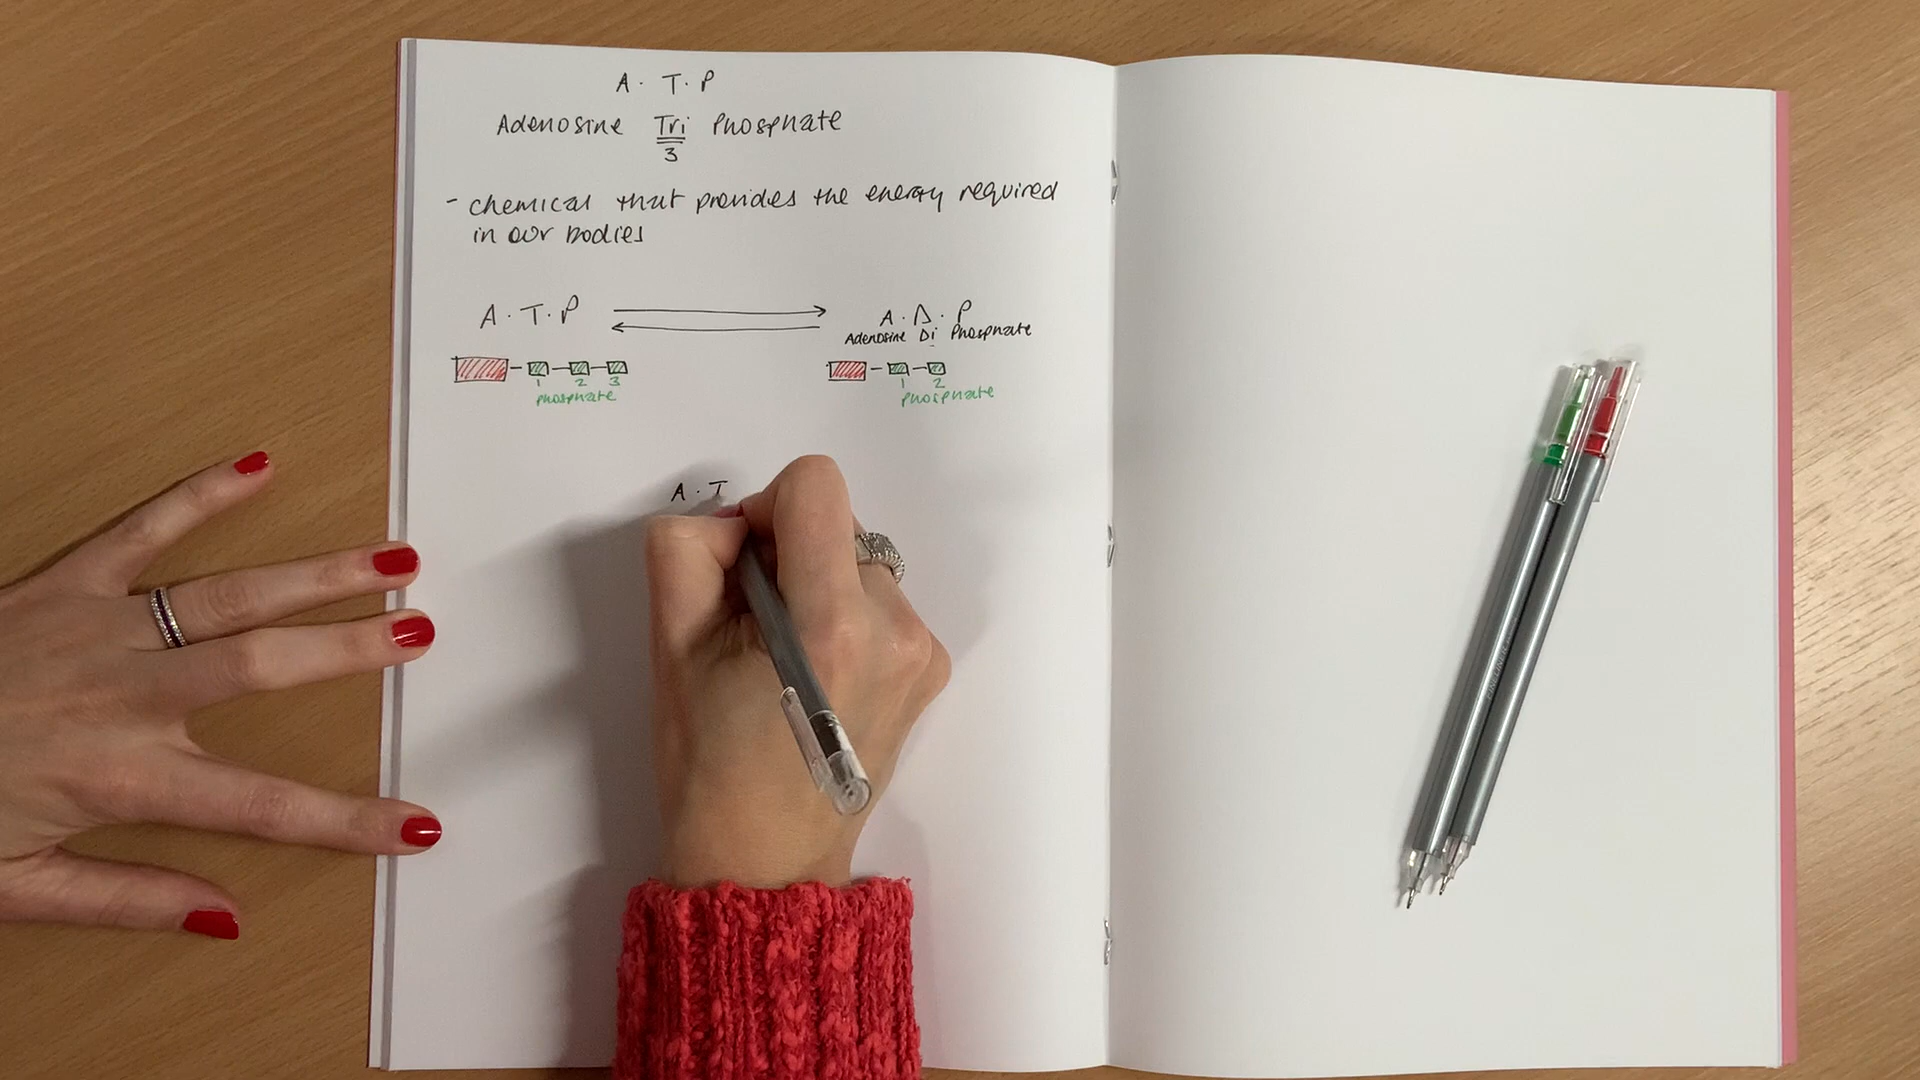 A. T. P
Adenosine Tri Phosphate
3
- chemical that provides the energy required
in our bodies
A. T. P
A. D. P
Adenosine Di Phosphate
1 2 3
phosphate
1 2
phosphate
A. T